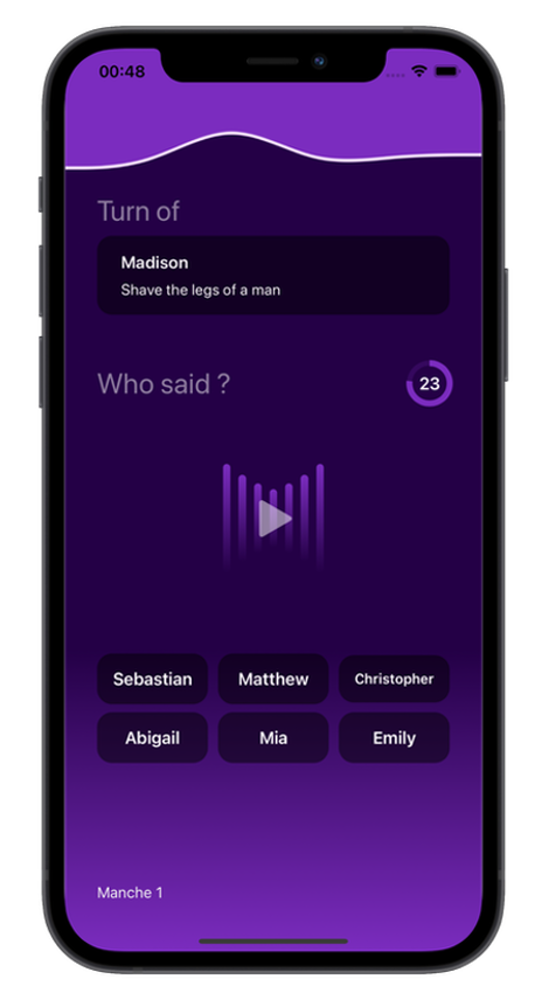 00:48
Turn of
Madison
Shave the legs of a man
Who said ?
23
Sebastian
Matthew
Christopher
Abigail
Mia
Emily
Manche 1